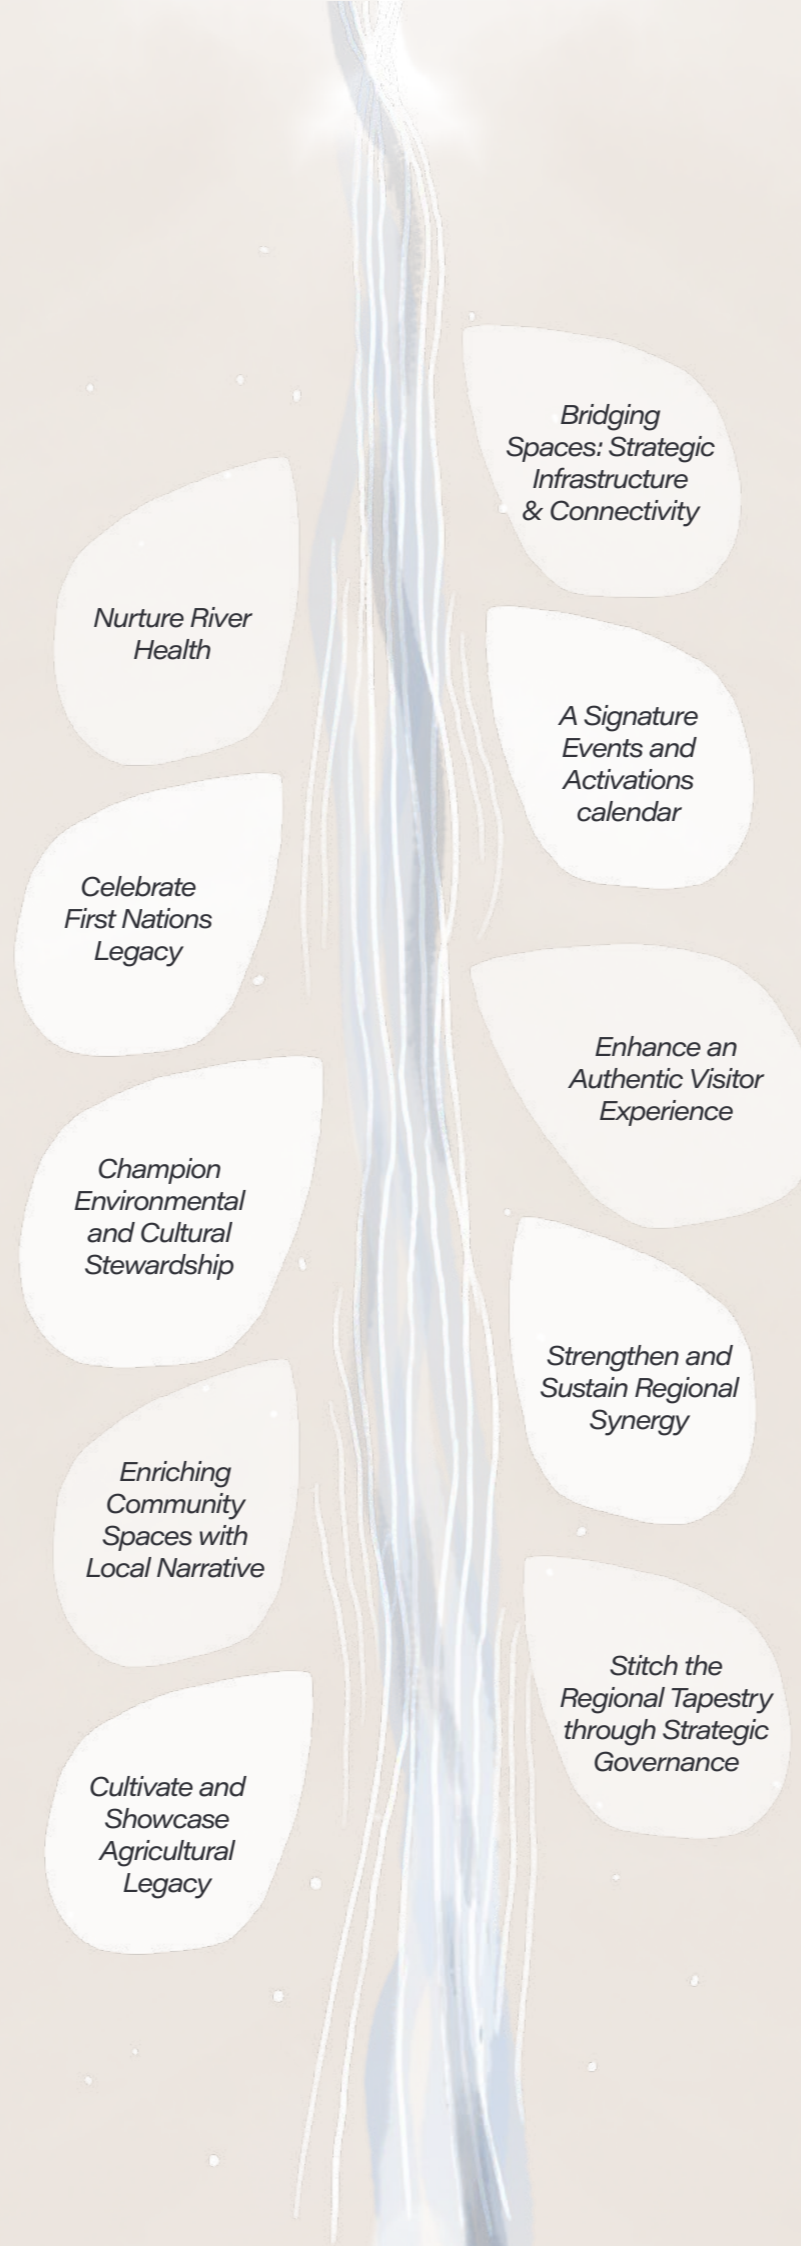 Bridging
Spaces: Strategic
Infrastructure
& Connectivity
Nurture River
Health
A Signature
Events and
Activations
calendar
Celebrate
First Nations
Legacy
Enhance an
Authentic Visitor
Experience
Champion
Environmental
and Cultural
Stewardship
Strengthen and
Sustain Regional
Synergy
Enriching
Community
Spaces with
Local Narrative
Stitch the
Regional Tapestry
through Strategic
Governance
Cultivate and
Showcase
Agricultural
Legacy